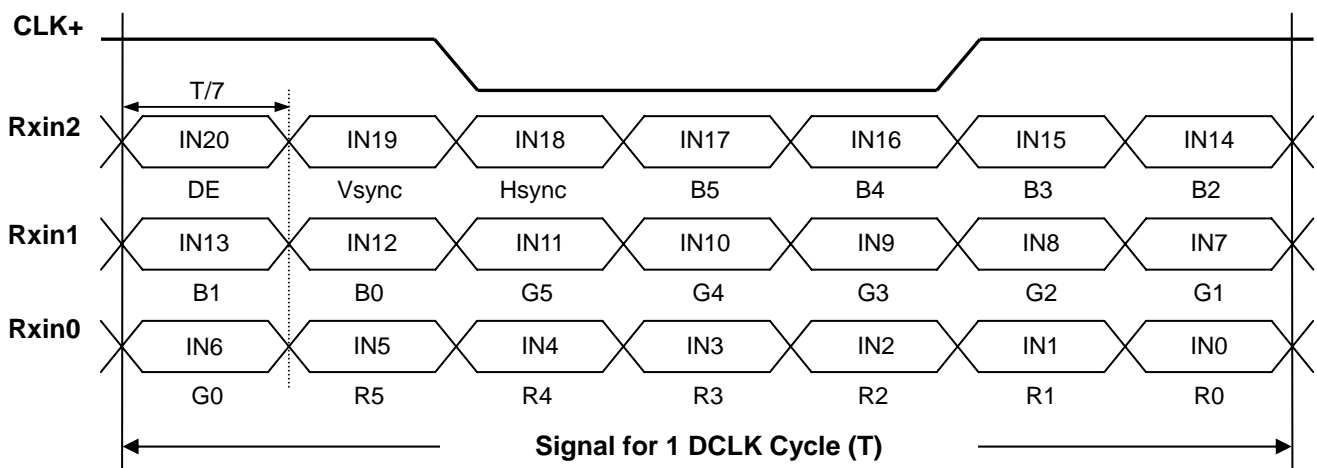 CLK+
T/7
Rxin2 IN20 IN19 IN18 IN17 IN16 IN15 IN14
DE Vsync Hsync B5 B4 B3 B2
Rxin1 IN13 IN12 IN11 IN10 IN9 IN8 IN7
B1 B0 G5 G4 G3 G2 G1
Rxin0 IN6 IN5 IN4 IN3 IN2 IN1 IN0
G0 R5 R4 R3 R2 R1 R0
Signal for 1 DCLK Cycle (T)